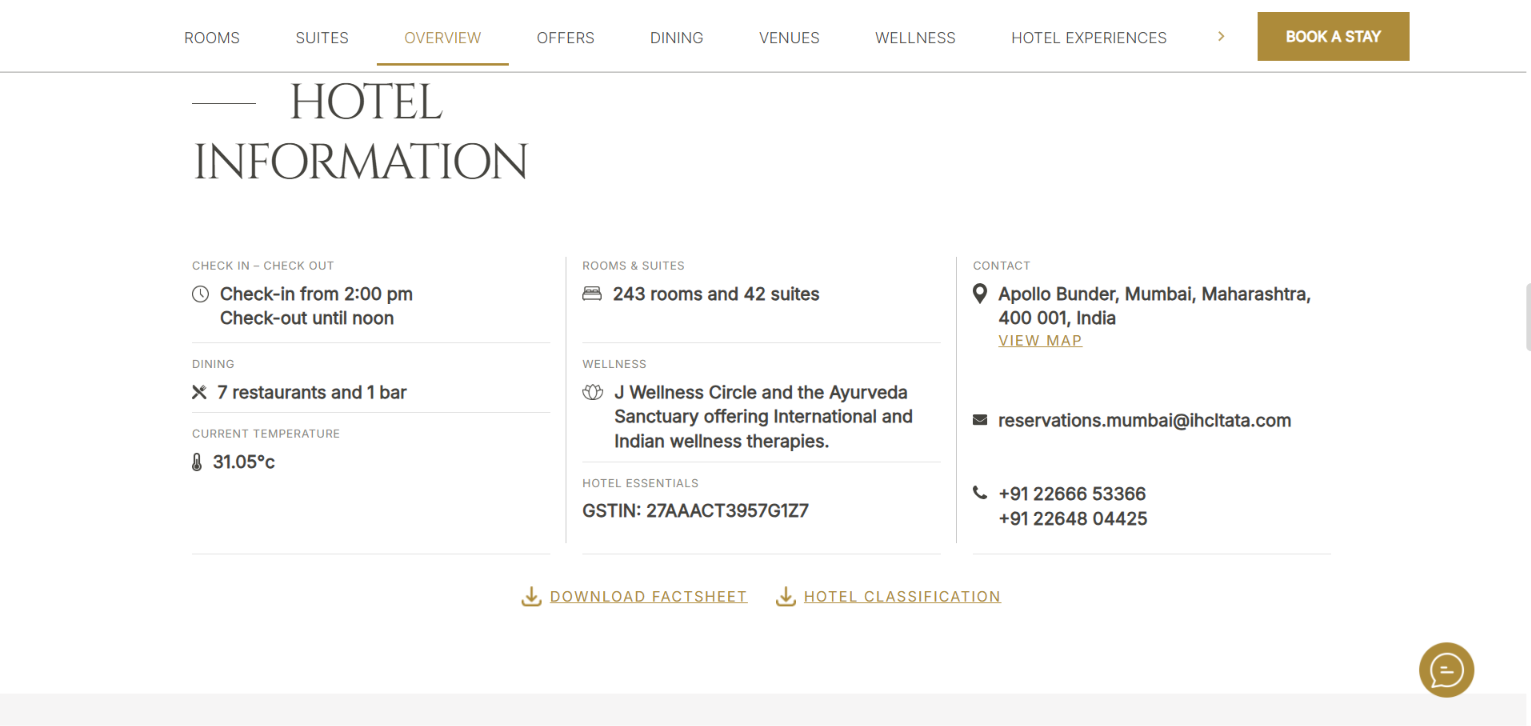 ROOMS SUITES OVERVIEW OFFERS DINING VENUES WELLNESS HOTEL EXPERIENCES BOOK A STAY
HOTEL
INFORMATION
CHECK IN – CHECK OUT
Check-in from 2:00 pm
Check-out until noon
DINING
7 restaurants and 1 bar
CURRENT TEMPERATURE
31.05°c
ROOMS & SUITES
243 rooms and 42 suites
WELLNESS
J Wellness Circle and the Ayurveda
Sanctuary offering International and
Indian wellness therapies.
HOTEL ESSENTIALS
GSTIN: 27AAACT3957G1Z7
CONTACT
Apollo Bunder, Mumbai, Maharashtra,
400 001, India
VIEW MAP
reservations.mumbai@ihcltata.com
+91 22666 53366
+91 22648 04425
DOWNLOAD FACTSHEET HOTEL CLASSIFICATION